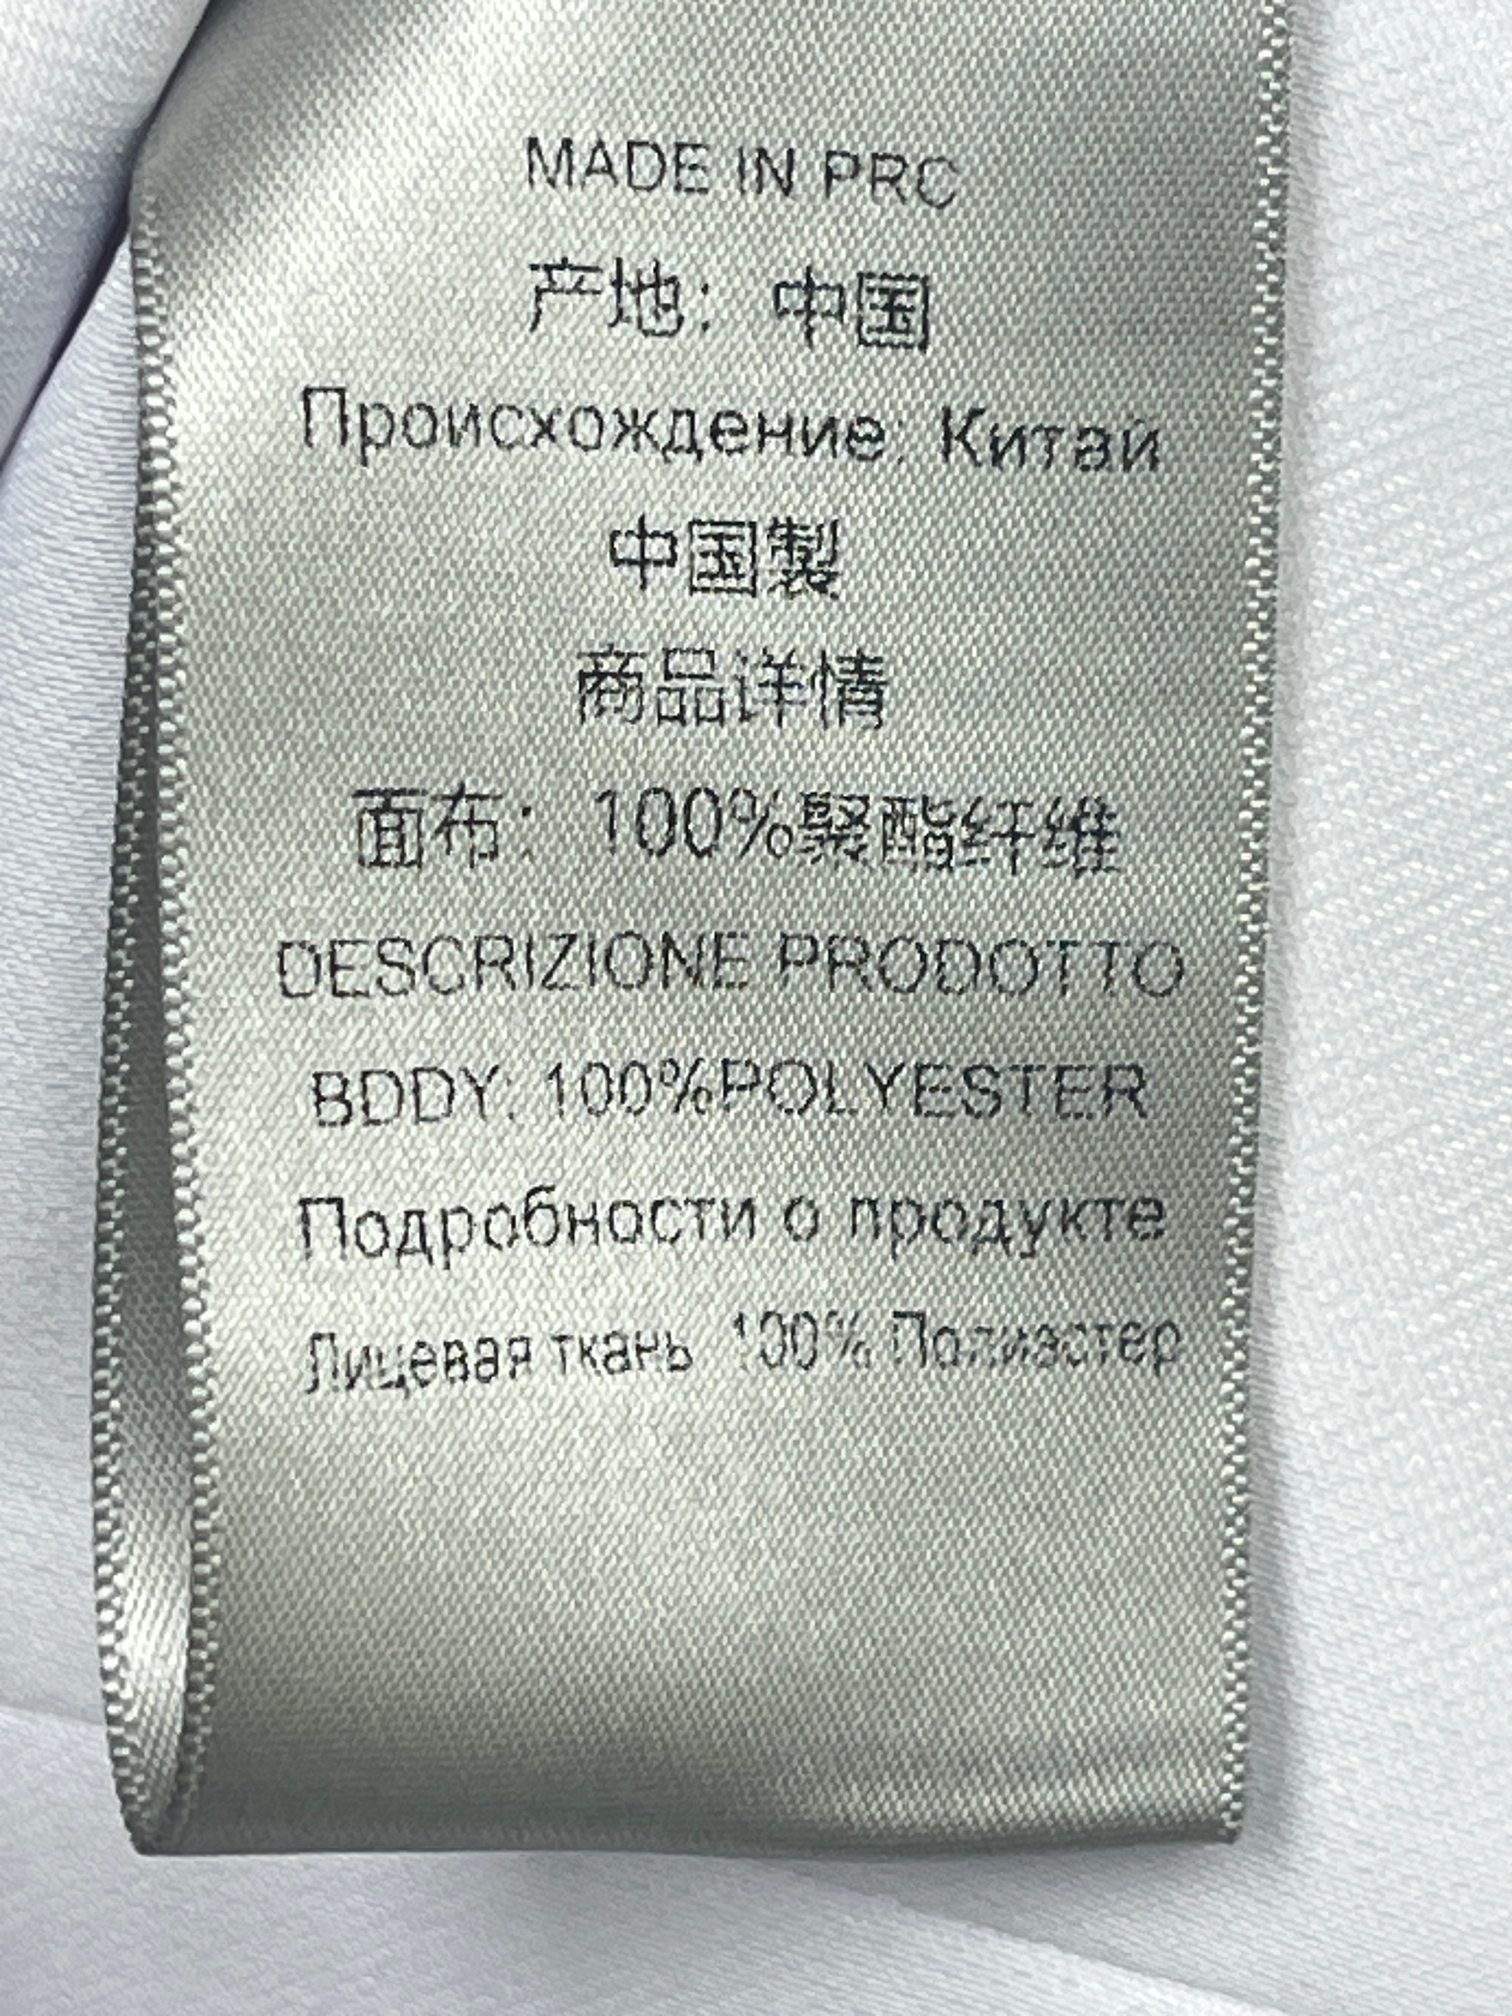 MADE IN PRC
产地：中国
Происхождение: Китай
中国製
商品详情
面布：100%聚酯纤维
DESCRIZIONE PRODOTTO
BODY: 100%POLYESTER
Подробности о продукте
Лицевая ткань 100% Полиэстер